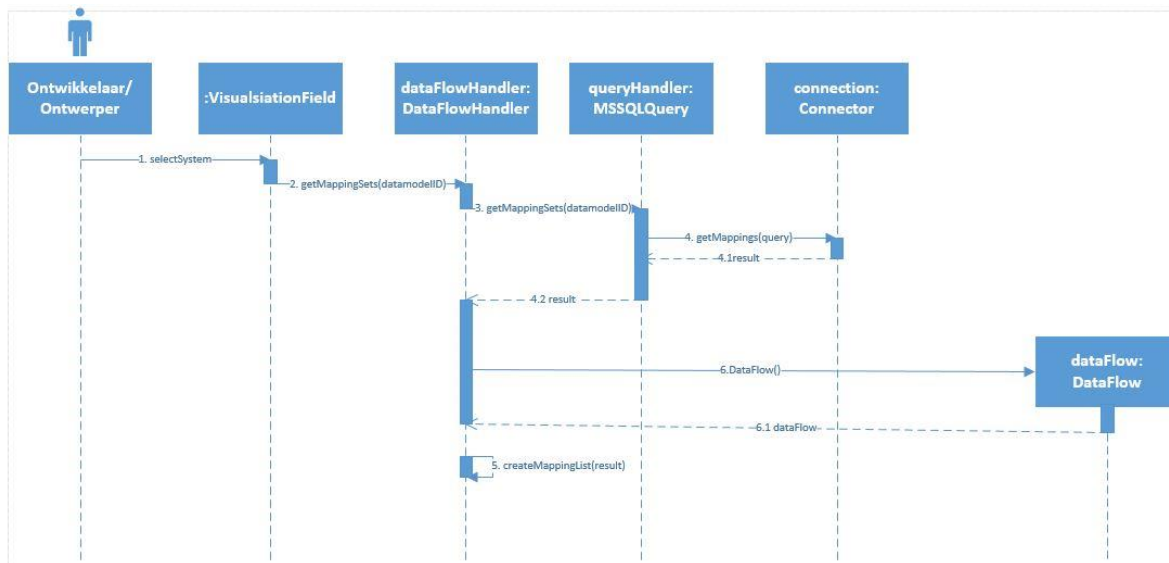 Ontwikkelaar/
Ontwerper
:VisualsiationField
dataFlowHandler:
DataFlowHandler
queryHandler:
MSSQLQuery
connection:
Connector
1. selectSystem
2. getMappingSets(datamodelID)
3. getMappingSets(datamodelID)
4. getMappings(query)
4.1result
4.2 result
dataFlow:
DataFlow
6.DataFlow()
6.1 dataFlow
5. createMappingList(result)